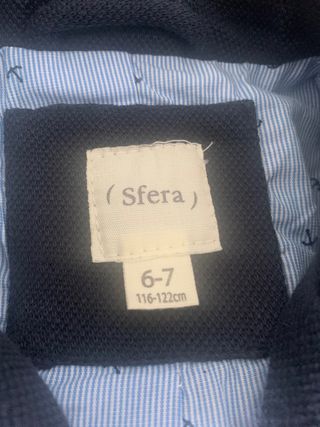 ( Sfera )
6-7
116-122cm